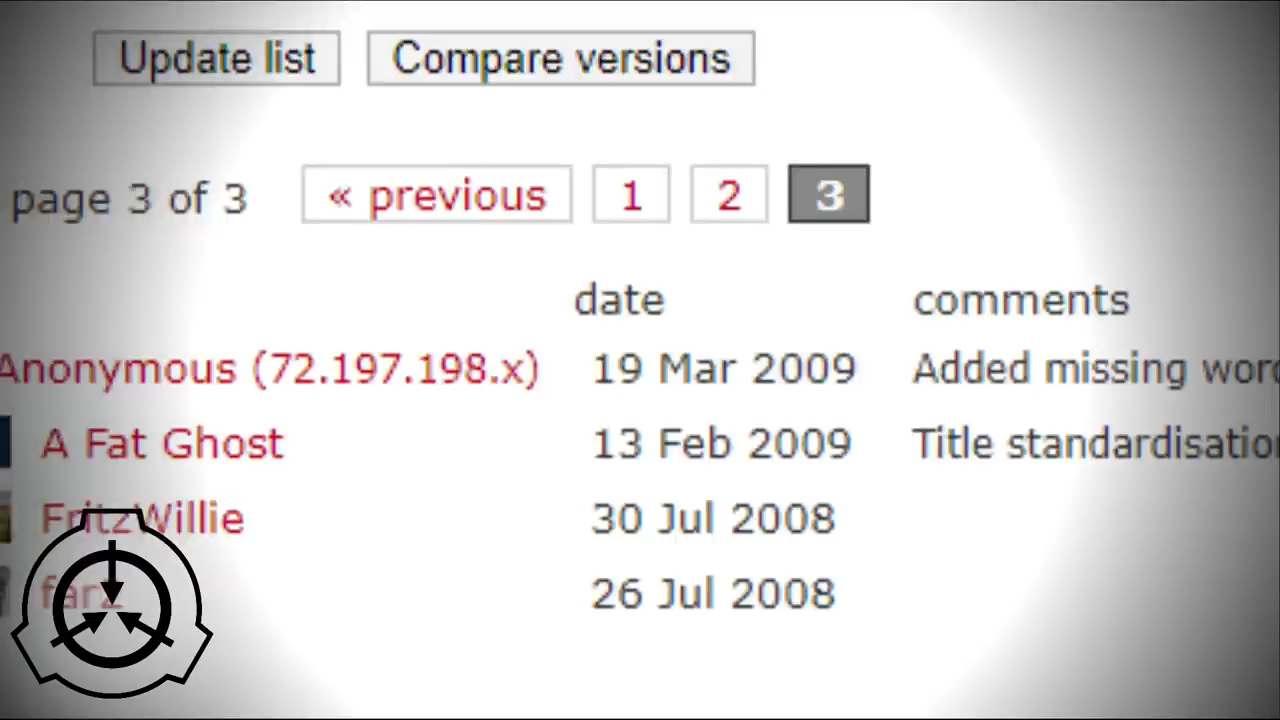 Update list Compare versions
page 3 of 3 « previous 1 2 3
date comments
Anonymous (72.197.198.x) 19 Mar 2009 Added missing
A Fat Ghost 13 Feb 2009 Title standardisation
FritzWillie 30 Jul 2008
far2 26 Jul 2008